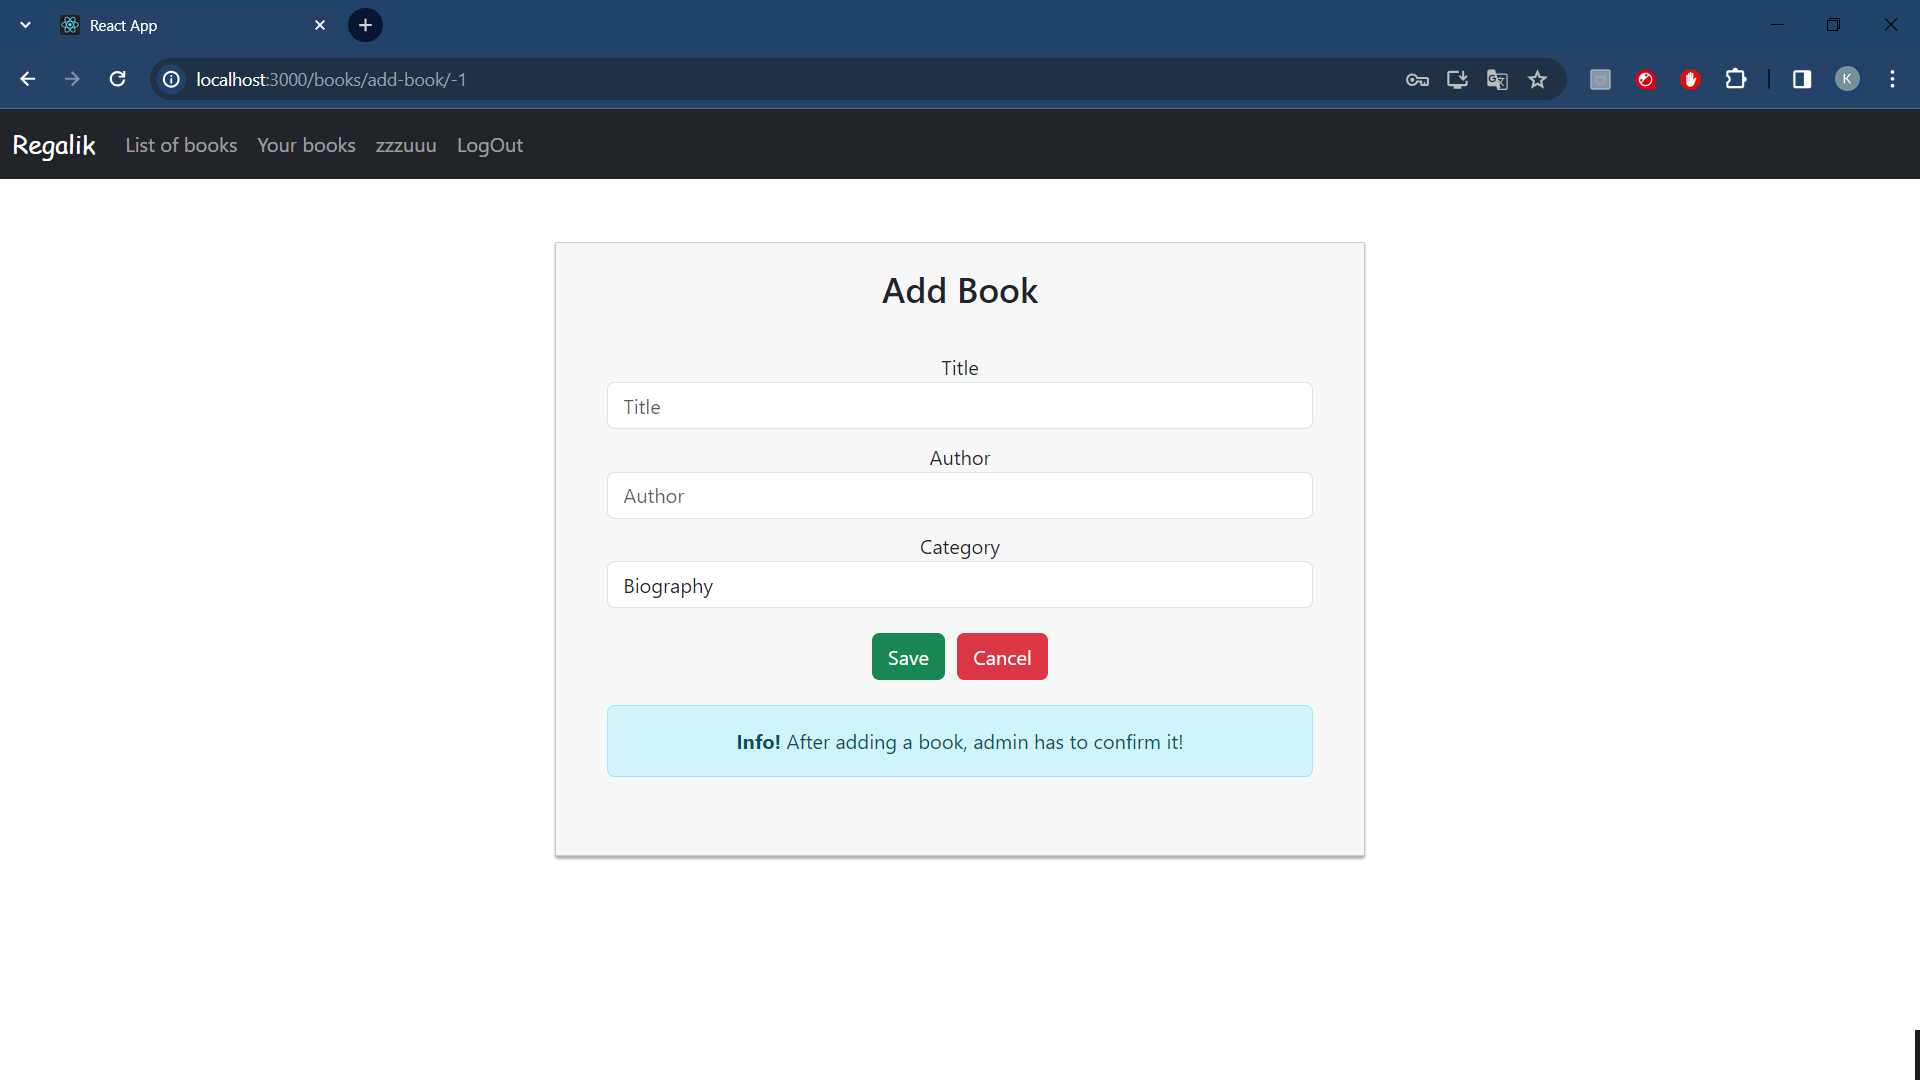 React App
localhost:3000/books/add-book/-1
K
Regalik List of books Your books zzzuuu LogOut
Add Book
Title
Title
Author
Author
Category
Biography
Save Cancel
Info! After adding a book, admin has to confirm it!